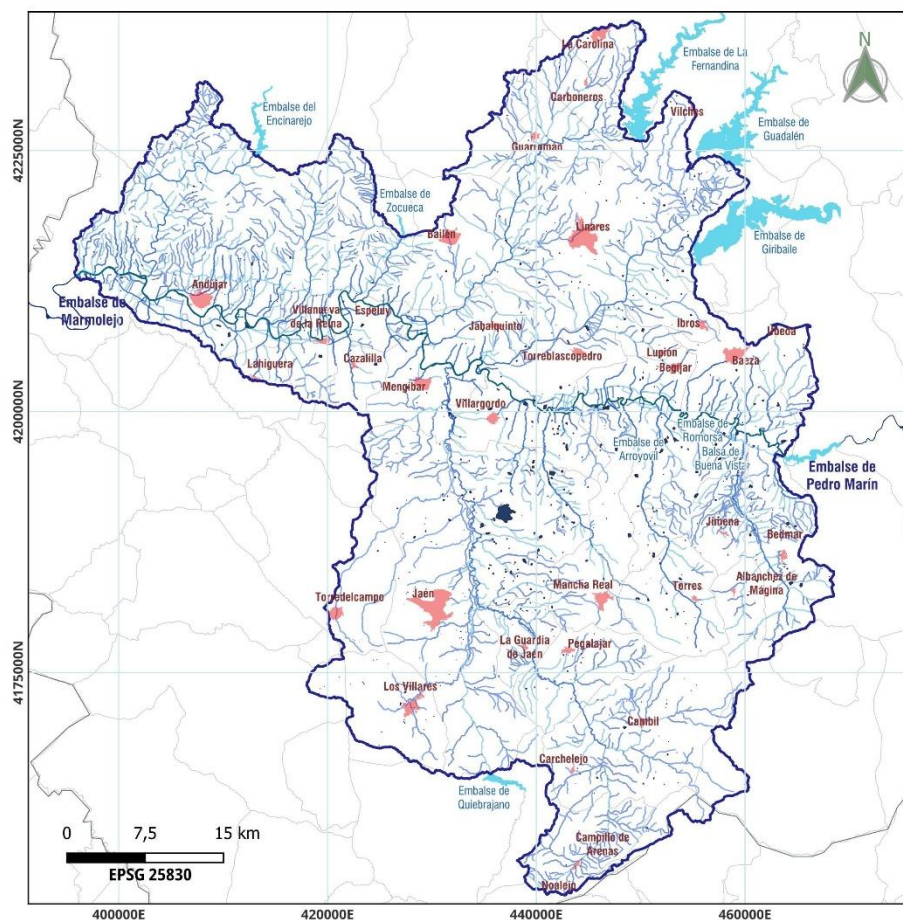 La Carolina
N
Embalse de La
Fernandina
Carboneros
Embalse del
Encinarejo
Vilches
Embalse de
Guadalén
4225000N
Guarromán
Embalse de
Zocueca
Bailén
Linares
Embalse de
Giribaile
Andújar
Embalse de
Marmolejo
Villanueva
de la Reina
Espeluy
Jabalquinto
Ibros
Úbeda
Lahiguera
Cazalilla
Torreblascopedro
Lupión
Begíjar
Baeza
Mengíbar
4200000N
Villargordo
Embalse de
Romorsa
Embalse de
Arroyovil
Balsa de
Buena Vista
Embalse de
Pedro Marín
Jimena
Bedmar
Torredelcampo
Jaén
Mancha Real
Torres
Albanchez de
Mágina
La Guardia
de Jaén
Pegalajar
4175000N
Los Villares
Cambil
Carchelejo
Embalse de
Quiebrajano
0 7,5 15 km
EPSG 25830
Campillo de
Arenas
Noalejo
400000E 420000E 440000E 460000E